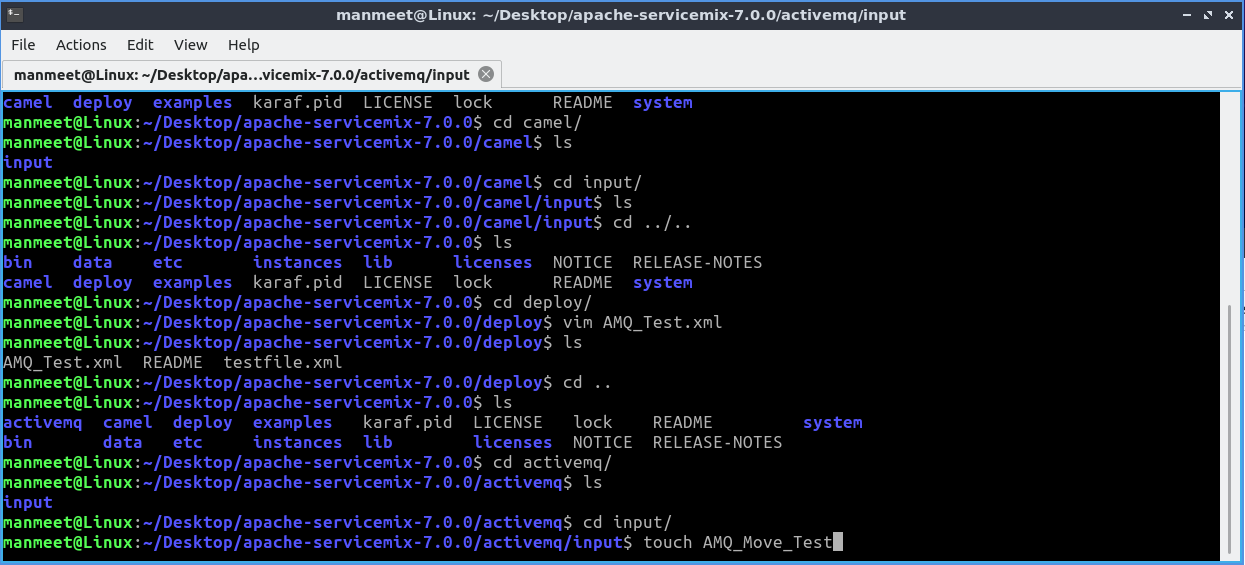 manmeet@Linux: ~/Desktop/apache-servicemix-7.0.0/activemq/input
File Actions Edit View Help
manmeet@Linux: ~/Desktop/apa...vicemix-7.0.0/activemq/input
camel deploy examples karaf.pid LICENSE lock README system
manmeet@Linux:~/Desktop/apache-servicemix-7.0.0$ cd camel/
manmeet@Linux:~/Desktop/apache-servicemix-7.0.0/camel$ ls
input
manmeet@Linux:~/Desktop/apache-servicemix-7.0.0/camel$ cd input/
manmeet@Linux:~/Desktop/apache-servicemix-7.0.0/camel/input$ ls
manmeet@Linux:~/Desktop/apache-servicemix-7.0.0/camel/input$ cd ../..
manmeet@Linux:~/Desktop/apache-servicemix-7.0.0$ ls
bin data etc instances lib licenses NOTICE RELEASE-NOTES
camel deploy examples karaf.pid LICENSE lock README system
manmeet@Linux:~/Desktop/apache-servicemix-7.0.0$ cd deploy/
manmeet@Linux:~/Desktop/apache-servicemix-7.0.0/deploy$ vim AMQ_Test.xml
manmeet@Linux:~/Desktop/apache-servicemix-7.0.0/deploy$ ls
AMQ_Test.xml README testfile.xml
manmeet@Linux:~/Desktop/apache-servicemix-7.0.0/deploy$ cd ..
manmeet@Linux:~/Desktop/apache-servicemix-7.0.0$ ls
activemq camel deploy examples karaf.pid LICENSE lock README system
bin data etc instances lib licenses NOTICE RELEASE-NOTES
manmeet@Linux:~/Desktop/apache-servicemix-7.0.0$ cd activemq/
manmeet@Linux:~/Desktop/apache-servicemix-7.0.0/activemq$ ls
input
manmeet@Linux:~/Desktop/apache-servicemix-7.0.0/activemq$ cd input/
manmeet@Linux:~/Desktop/apache-servicemix-7.0.0/activemq/input$ touch AMQ_Move_Test